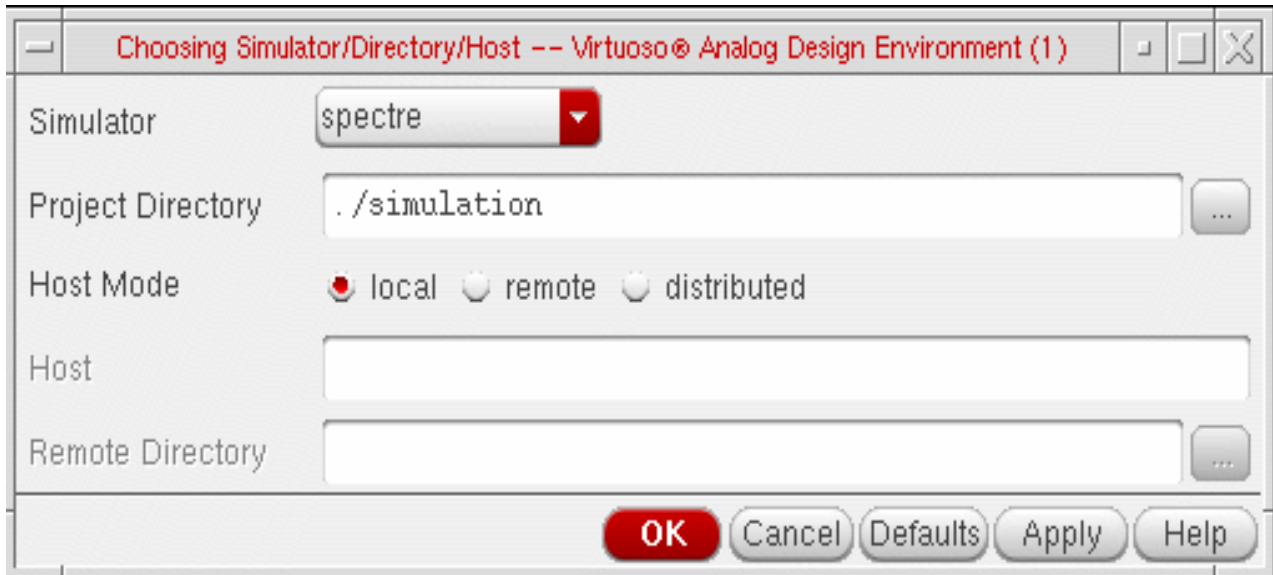 Choosing Simulator/Directory/Host -- Virtuoso® Analog Design Environment (1)
Simulator spectre
Project Directory ./simulation ...
Host Mode local remote distributed
Host
Remote Directory ...
OK Cancel Defaults Apply Help